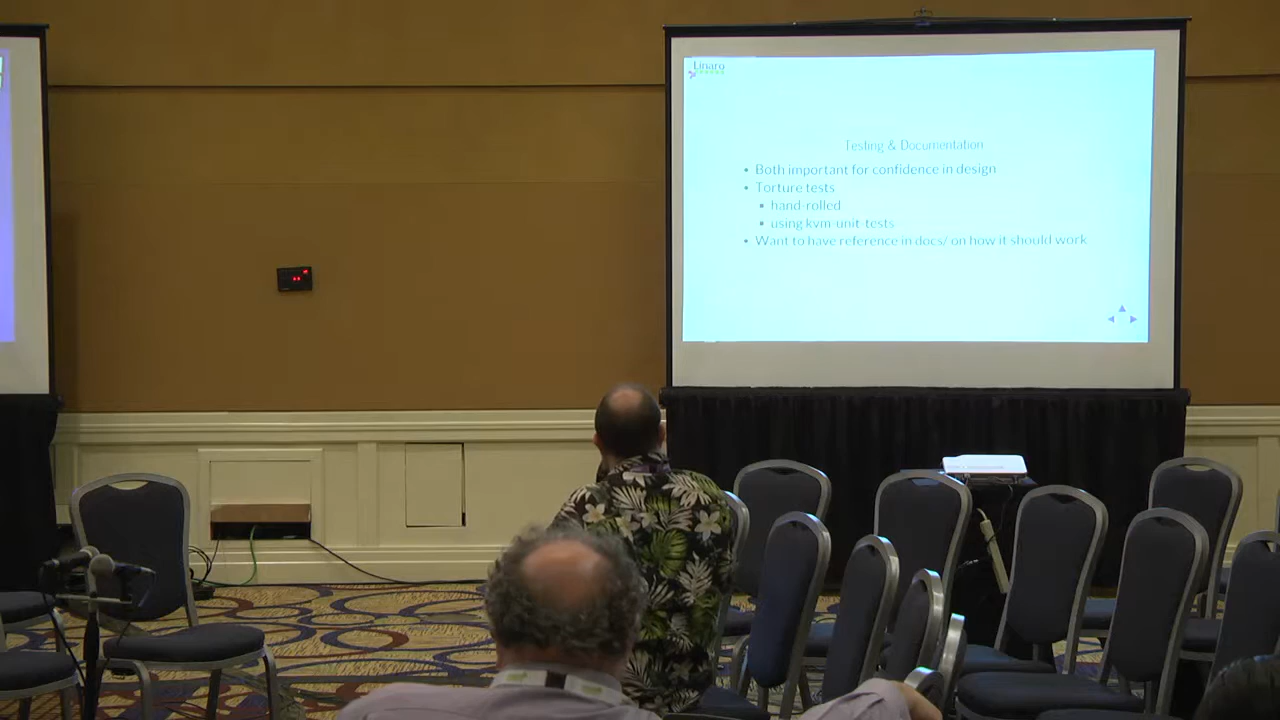 Linaro
Testing & Documentation
• Both important for confidence in design
• Torture tests
▪ hand-rolled
▪ using kvm-unit-tests
• Want to have reference in docs/ on how it should work